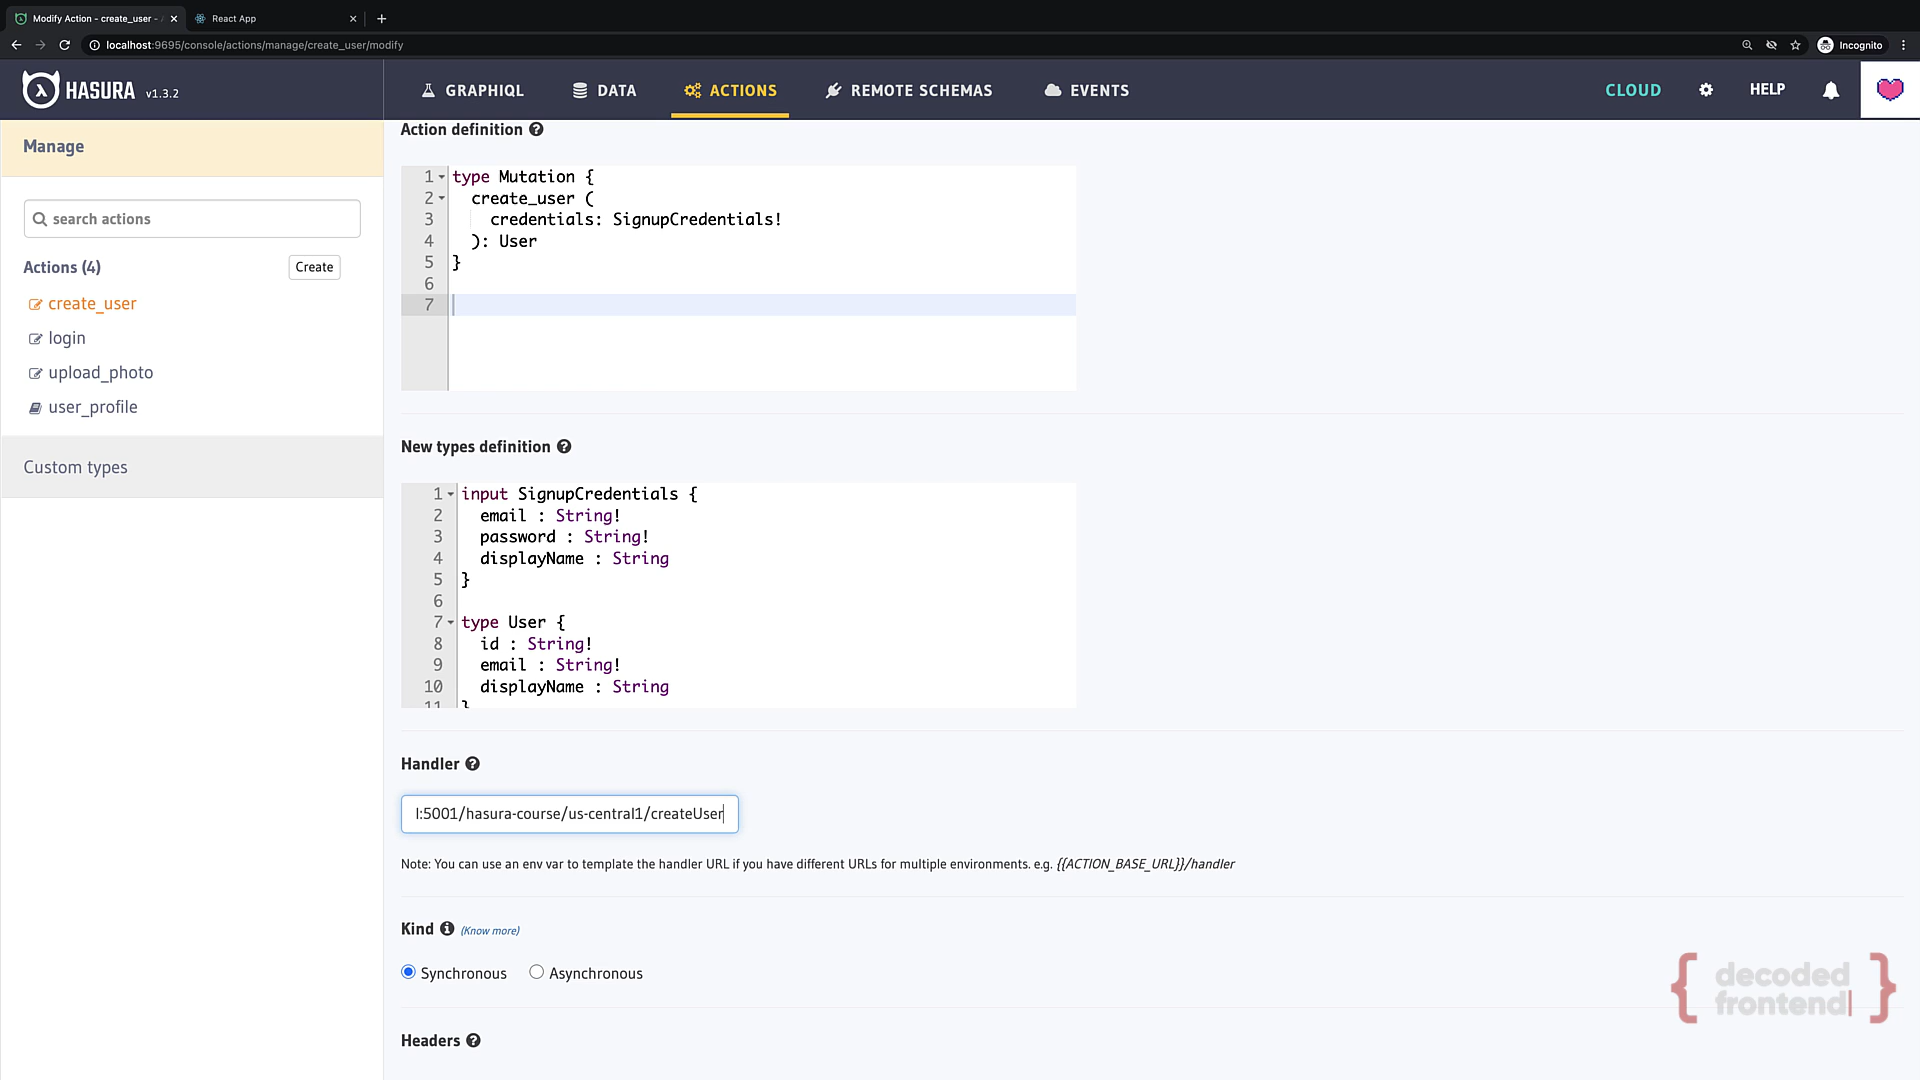 Modify Action - create_user -
React App
localhost:9695/console/actions/manage/create_user/modify
Incognito
HASURA v1.3.2
GRAPHIQL
DATA
ACTIONS
REMOTE SCHEMAS
EVENTS
CLOUD
HELP
Manage
search actions
Actions (4)
Create
create_user
login
upload_photo
user_profile
Custom types
Action definition
1 type Mutation {
2 create_user (
3 credentials: SignupCredentials!
4 ): User
5 }
6
7
New types definition
1 input SignupCredentials {
2 email : String!
3 password : String!
4 displayName : String
5 }
6
7 type User {
8 id : String!
9 email : String!
10 displayName : String
11 }
Handler
l:5001/hasura-course/us-central1/createUser
Note: You can use an env var to template the handler URL if you have different URLs for multiple environments. e.g. {{ACTION_BASE_URL}}/handler
Kind (Know more)
Synchronous
Asynchronous
Headers
{ decoded
frontend| }